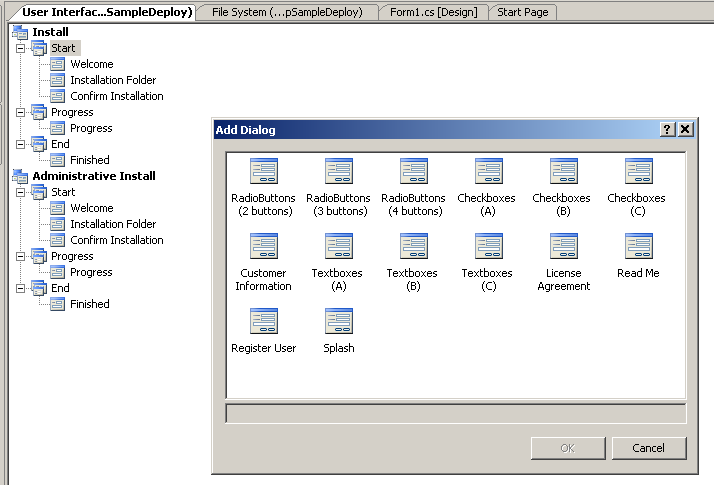 User Interfac...SampleDeploy) File System (...pSampleDeploy) Form1.cs [Design] Start Page
Install
Start
Welcome
Installation Folder
Confirm Installation
Progress
Progress
End
Finished
Administrative Install
Start
Welcome
Installation Folder
Confirm Installation
Progress
Progress
End
Finished
Add Dialog
RadioButtons (2 buttons)
RadioButtons (3 buttons)
RadioButtons (4 buttons)
Checkboxes (A)
Checkboxes (B)
Checkboxes (C)
Customer Information
Textboxes (A)
Textboxes (B)
Textboxes (C)
License Agreement
Read Me
Register User
Splash
OK
Cancel